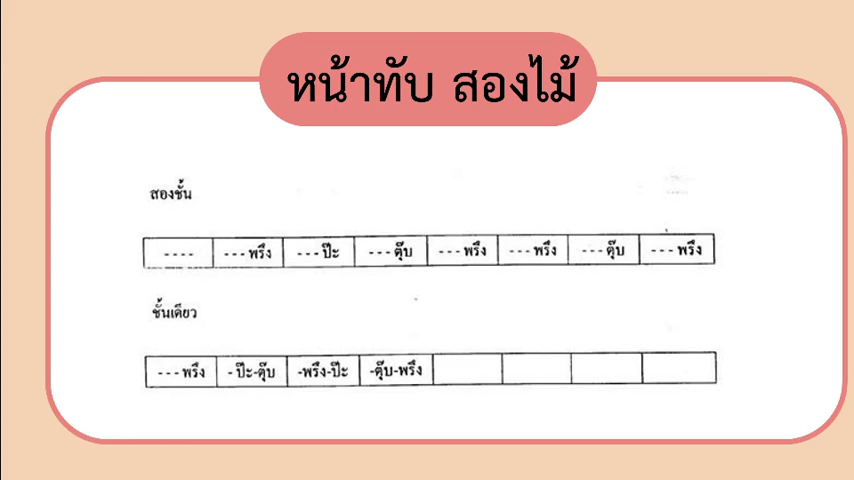 หน้าทับ สองไม้
สองชั้น
---- ---พรึง ---ป๊ะ ---ตุ๊บ ---พรึง ---พรึง ---ตุ๊บ ---พรึง
ชั้นเดียว
---พรึง -ป๊ะ-ตุ๊บ -พรึง-ป๊ะ -ตุ๊บ-พรึง